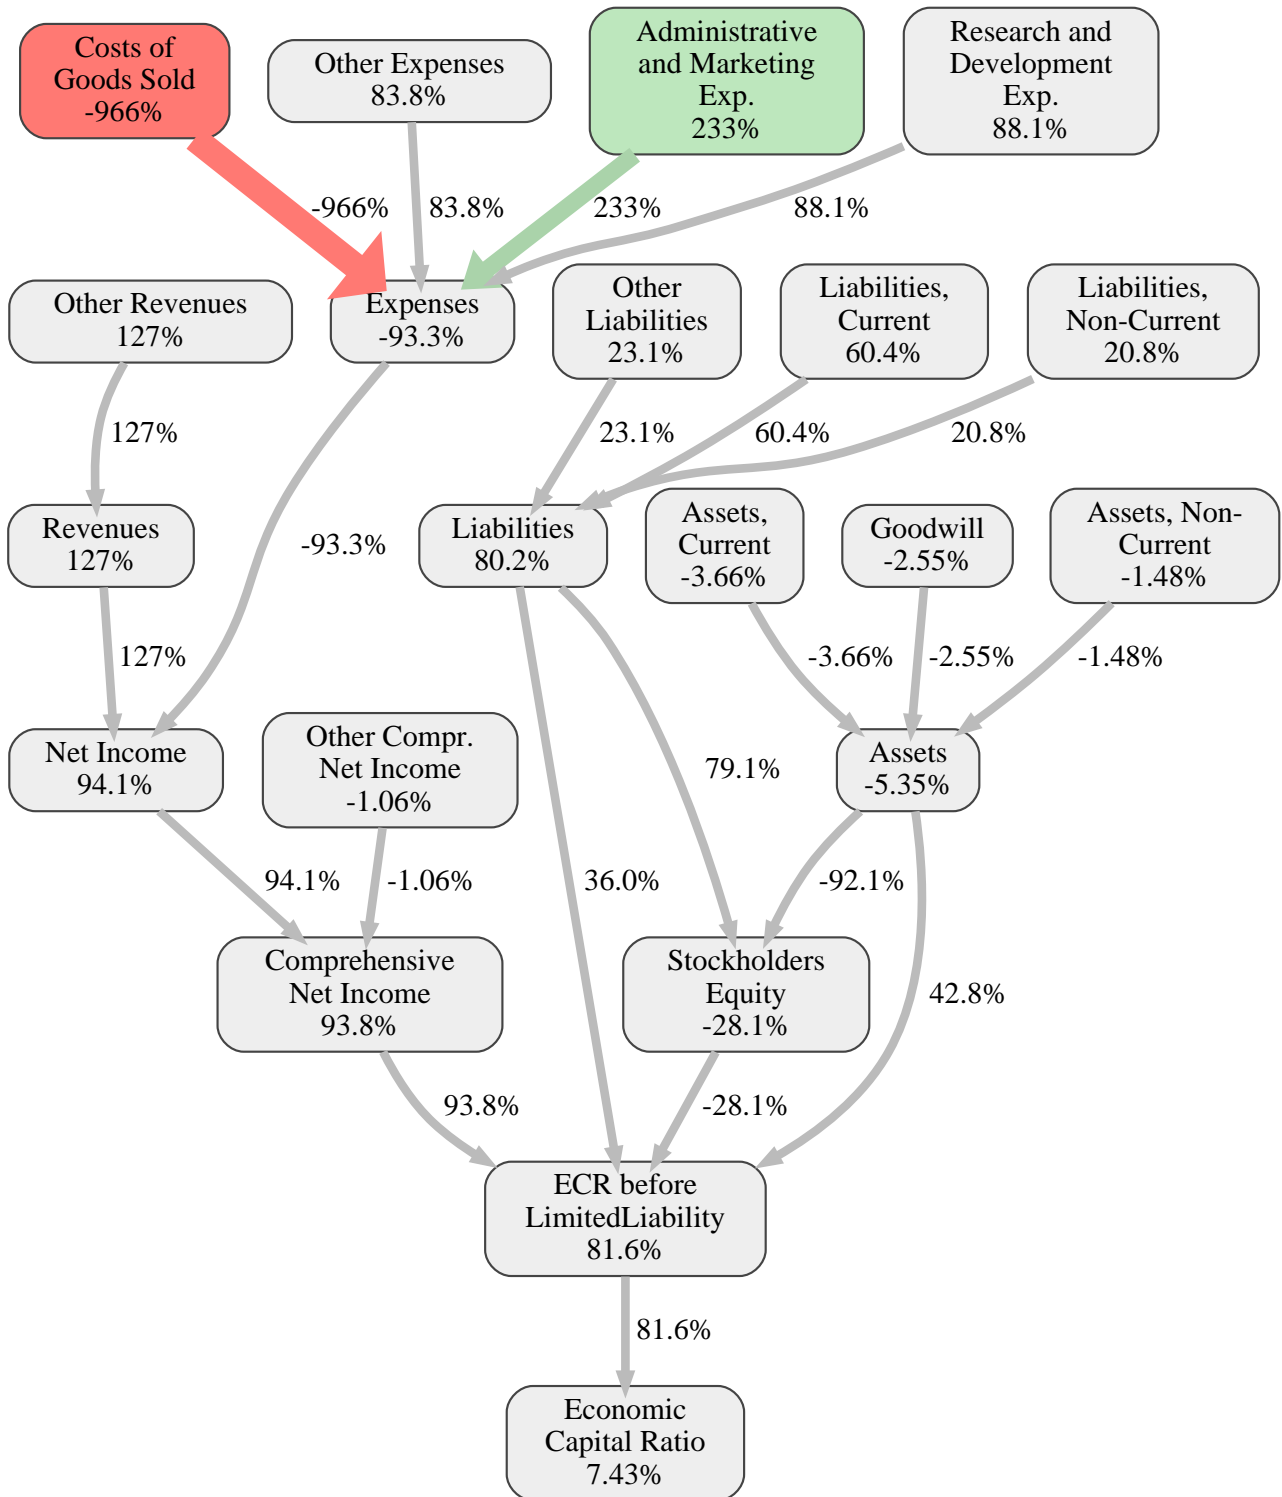 Costs of
Goods Sold
-966%
Other Expenses
83.8%
Administrative
and Marketing
Exp.
233%
Research and
Development
Exp.
88.1%
-966%
83.8%
233%
88.1%
Other Revenues
127%
Expenses
-93.3%
Other
Liabilities
23.1%
Liabilities,
Current
60.4%
Liabilities,
Non-Current
20.8%
127%
23.1%
60.4%
20.8%
Revenues
127%
-93.3%
Liabilities
80.2%
Assets,
Current
-3.66%
Goodwill
-2.55%
Assets, Non-
Current
-1.48%
127%
-3.66%
-2.55%
-1.48%
Net Income
94.1%
Other Compr.
Net Income
-1.06%
79.1%
Assets
-5.35%
94.1%
-1.06%
36.0%
-92.1%
Comprehensive
Net Income
93.8%
Stockholders
Equity
-28.1%
42.8%
93.8%
-28.1%
ECR before
LimitedLiability
81.6%
81.6%
Economic
Capital Ratio
7.43%